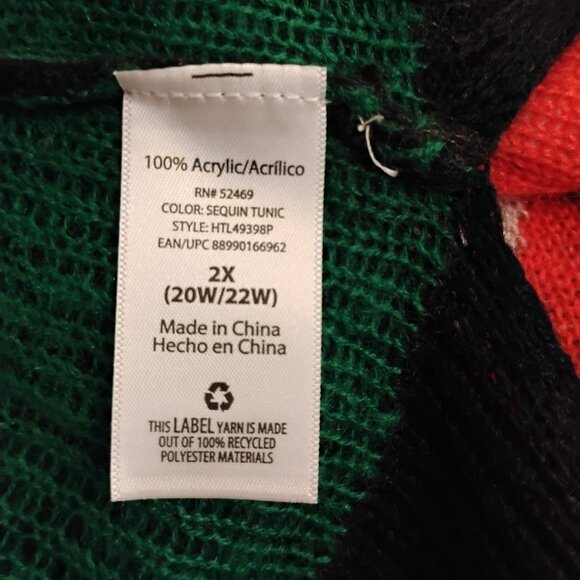 100% Acrylic/Acrílico
RN# 52469
COLOR: SEQUIN TUNIC
STYLE: HTL49398P
EAN/UPC 88990166962
2X
(20W/22W)
Made in China
Hecho en China
THIS LABEL YARN IS MADE
OUT OF 100% RECYCLED
POLYESTER MATERIALS